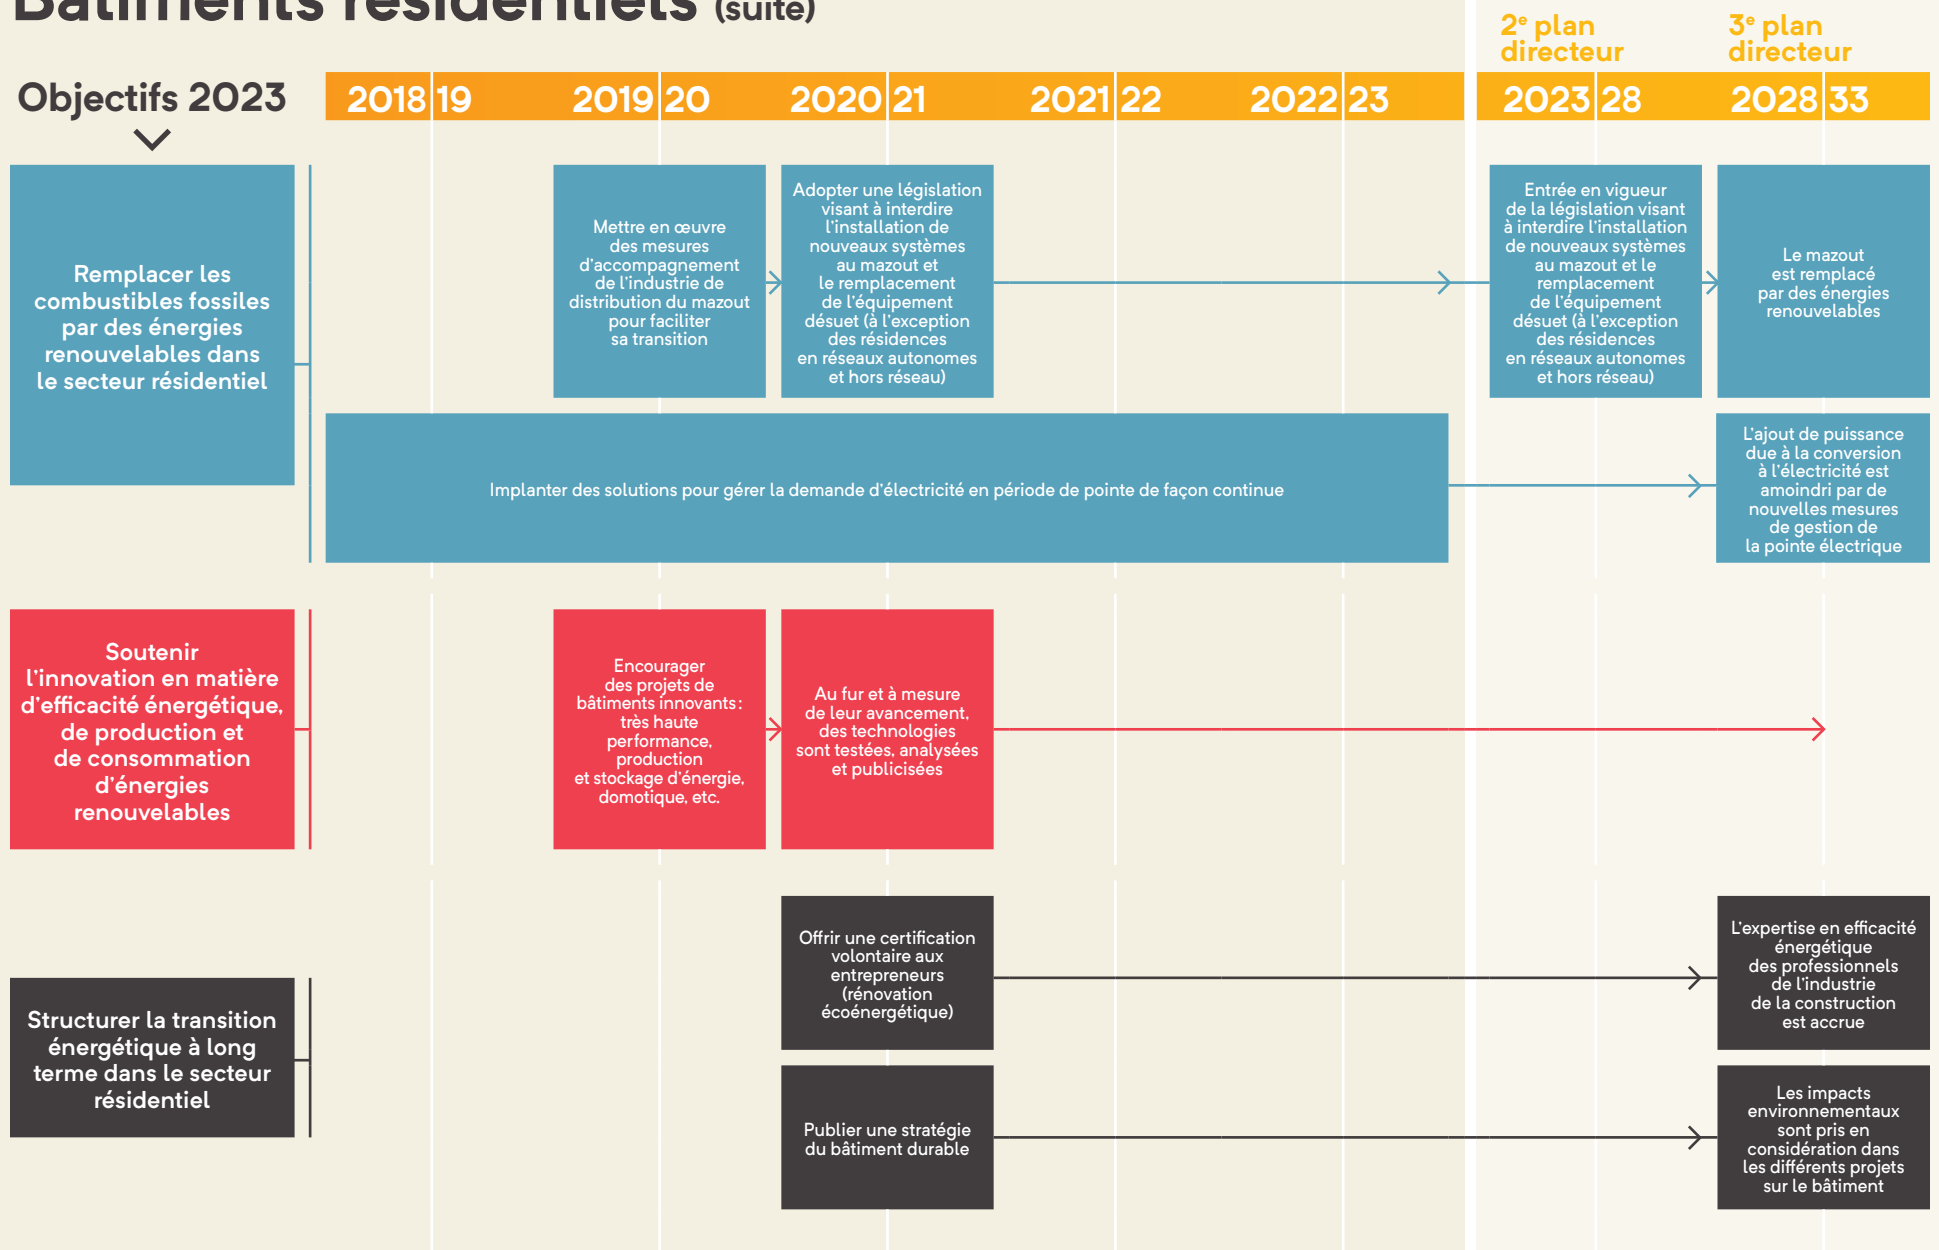 Bâtiments résidentiels (suite)
2e plan
directeur
3e plan
directeur
Objectifs 2023
2018 19
2019 20
2020 21
2021 22
2022 23
2023 28
2028 33
Remplacer les
combustibles fossiles
par des énergies
renouvelables dans
le secteur résidentiel
Mettre en œuvre
des mesures
d'accompagnement
de l'industrie de
distribution du mazout
pour faciliter
sa transition
Adopter une législation
visant à interdire
l'installation de
nouveaux systèmes
au mazout et
le remplacement
de l'équipement
désuet (à l'exception
des résidences
en réseaux autonomes
et hors réseau)
Entrée en vigueur
de la législation visant
à interdire l'installation
de nouveaux systèmes
au mazout et le
remplacement
de l'équipement
désuet (à l'exception
des résidences
en réseaux autonomes
et hors réseau)
Le mazout
est remplacé
par des énergies
renouvelables
Implanter des solutions pour gérer la demande d'électricité en période de pointe de façon continue
L'ajout de puissance
due à la conversion
à l'électricité est
amoindri par de
nouvelles mesures
de gestion de
la pointe électrique
Soutenir
l'innovation en matière
d'efficacité énergétique,
de production et
de consommation
d'énergies
renouvelables
Encourager
des projets de
bâtiments innovants :
très haute
performance,
production
et stockage d'énergie,
domotique, etc.
Au fur et à mesure
de leur avancement,
des technologies
sont testées, analysées
et publicisées
Structurer la transition
énergétique à long
terme dans le secteur
résidentiel
Offrir une certification
volontaire aux
entrepreneurs
(rénovation
écoénergétique)
L'expertise en efficacité
énergétique
des professionnels
de l'industrie
de la construction
est accrue
Publier une stratégie
du bâtiment durable
Les impacts
environnementaux
sont pris en
considération dans
les différents projets
sur le bâtiment